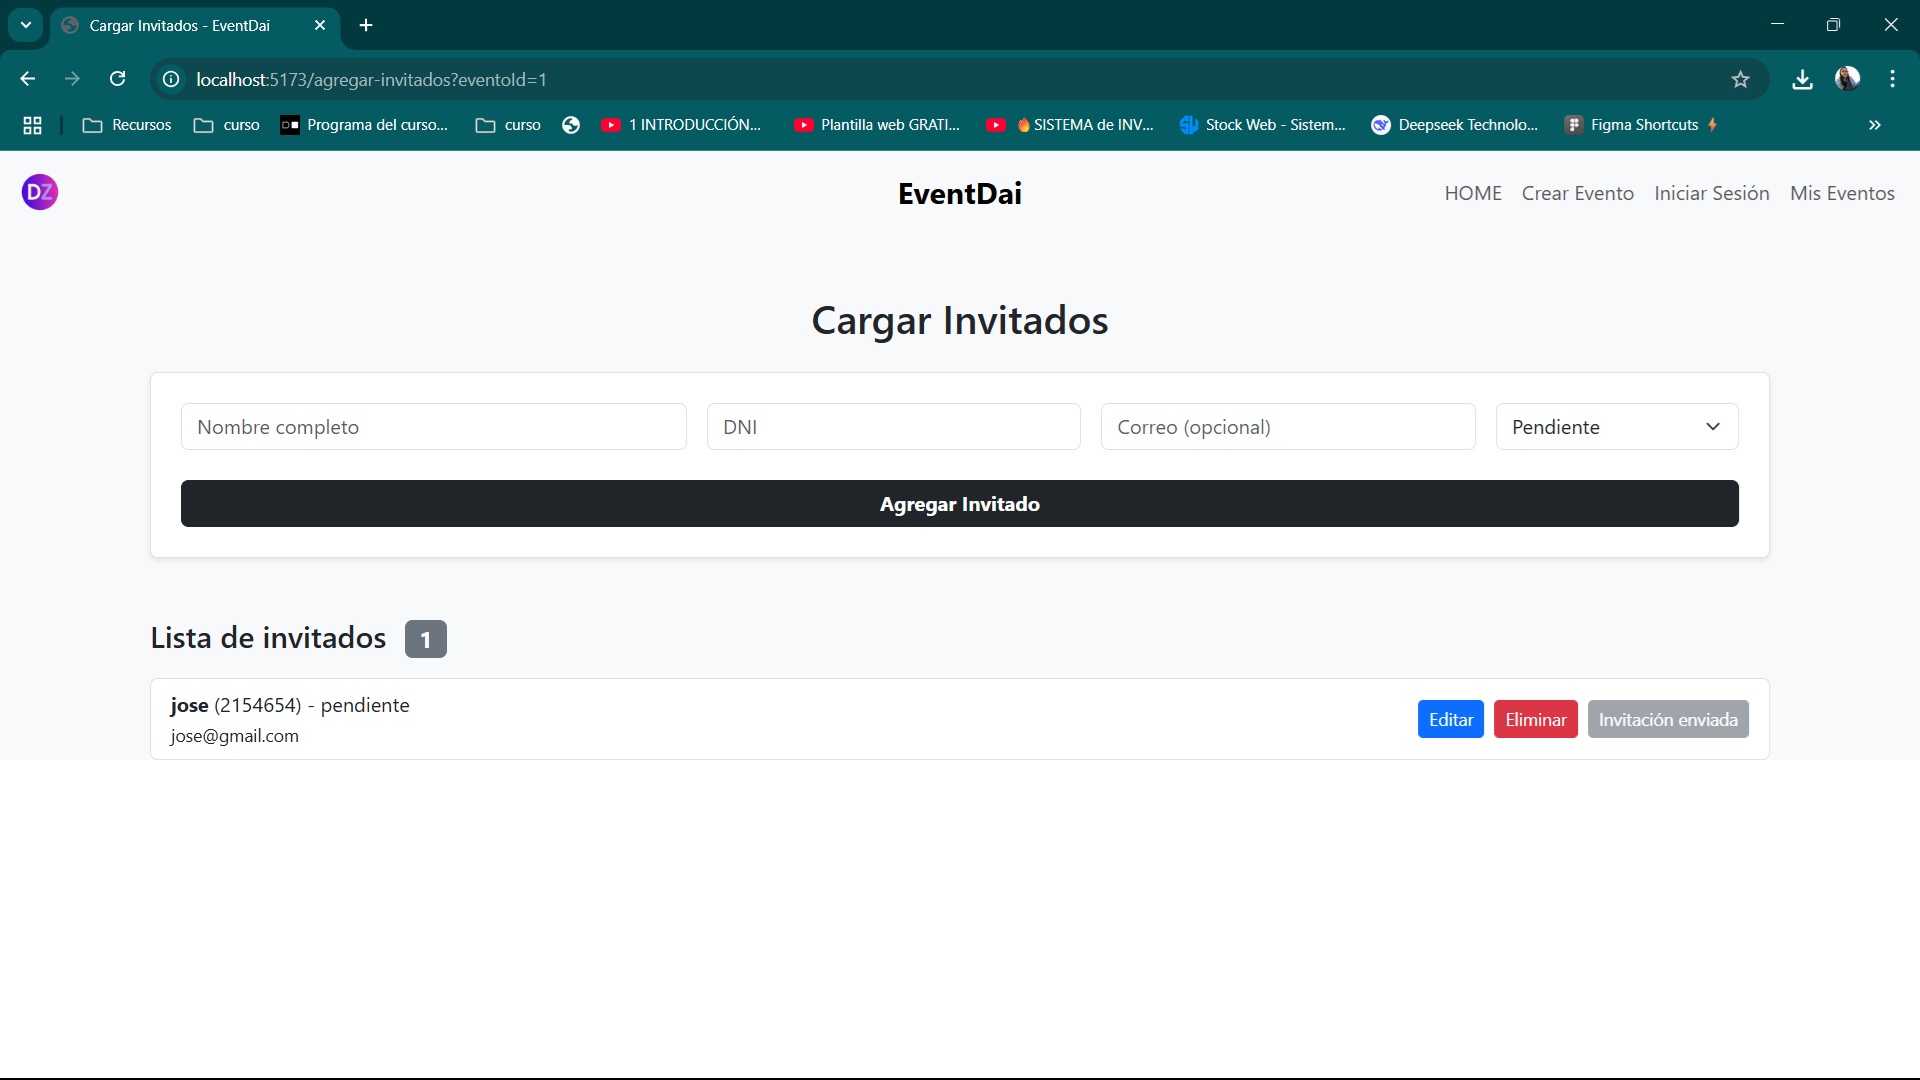 Cargar Invitados - EventDai
localhost:5173/agregar-invitados?eventoId=1
Recursos
curso
Programa del curso...
curso
1 INTRODUCCIÓN...
Plantilla web GRATI...
SISTEMA de INV...
Stock Web - Sistem...
Deepseek Technolo...
Figma Shortcuts
DZ
EventDai
HOME
Crear Evento
Iniciar Sesión
Mis Eventos
Cargar Invitados
Nombre completo
DNI
Correo (opcional)
Pendiente
Agregar Invitado
Lista de invitados 1
jose (2154654) - pendiente
jose@gmail.com
Editar
Eliminar
Invitación enviada